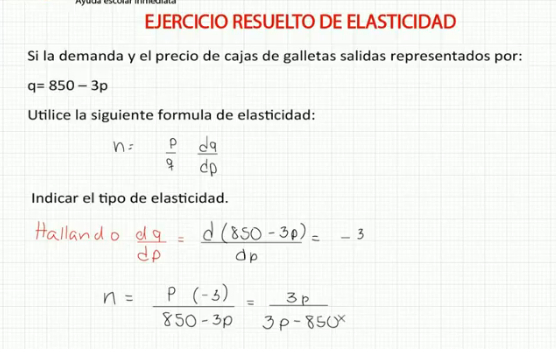 Ayuda escolar inmediata
EJERCICIO RESUELTO DE ELASTICIDAD
Si la demanda y el precio de cajas de galletas salidas representados por:
q= 850 – 3p
Utilice la siguiente formula de elasticidad:
n= p/q dq/dp
Indicar el tipo de elasticidad.
Hallando dq/dp = d(850-3p)/dp = -3
n = P (-3)/850-3p = 3p/3p-850x